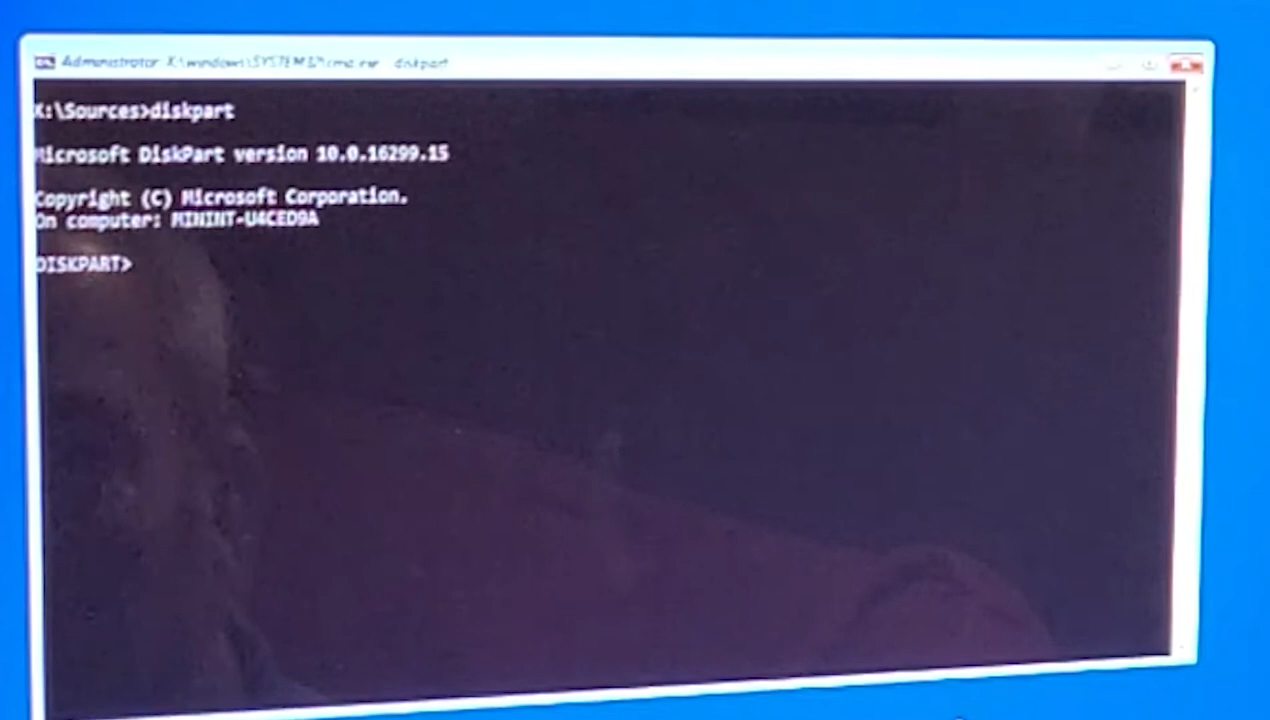 Administrator: X:\windows\SYSTEM32\cmd.exe - diskpart
X:\Sources>diskpart
Microsoft DiskPart version 10.0.16299.15
Copyright (C) Microsoft Corporation.
On computer: MININT-U4CED9A
DISKPART>